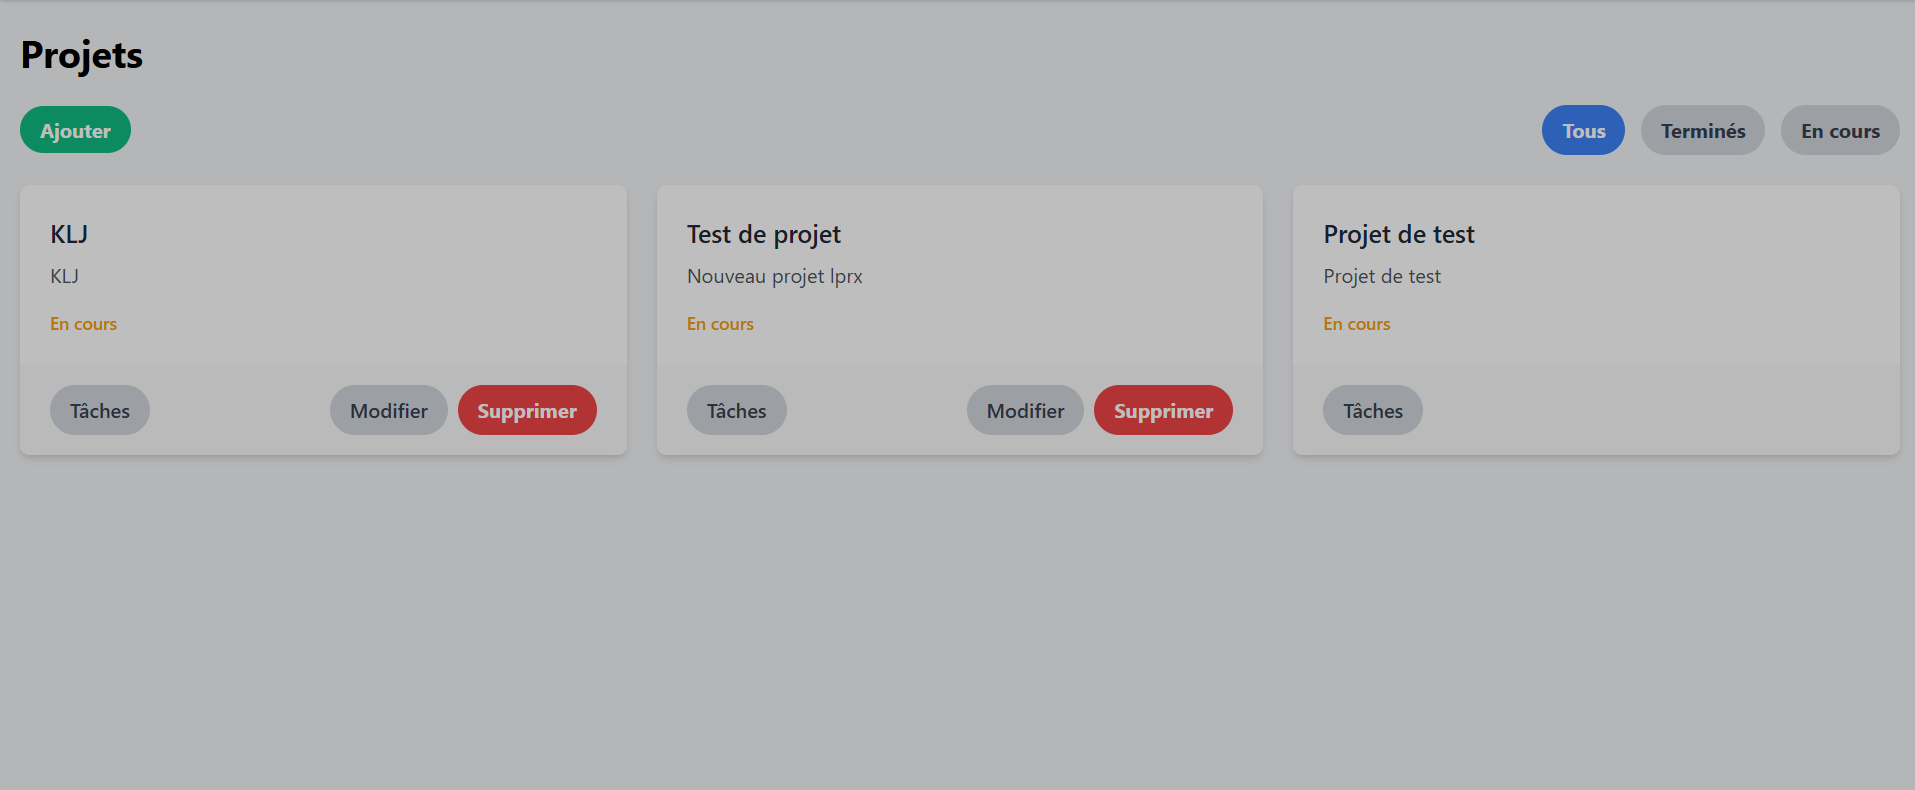 Projets
Ajouter
Tous
Terminés
En cours
KLJ
KLJ
En cours
Tâches
Modifier
Supprimer
Test de projet
Nouveau projet lprx
En cours
Tâches
Modifier
Supprimer
Projet de test
Projet de test
En cours
Tâches